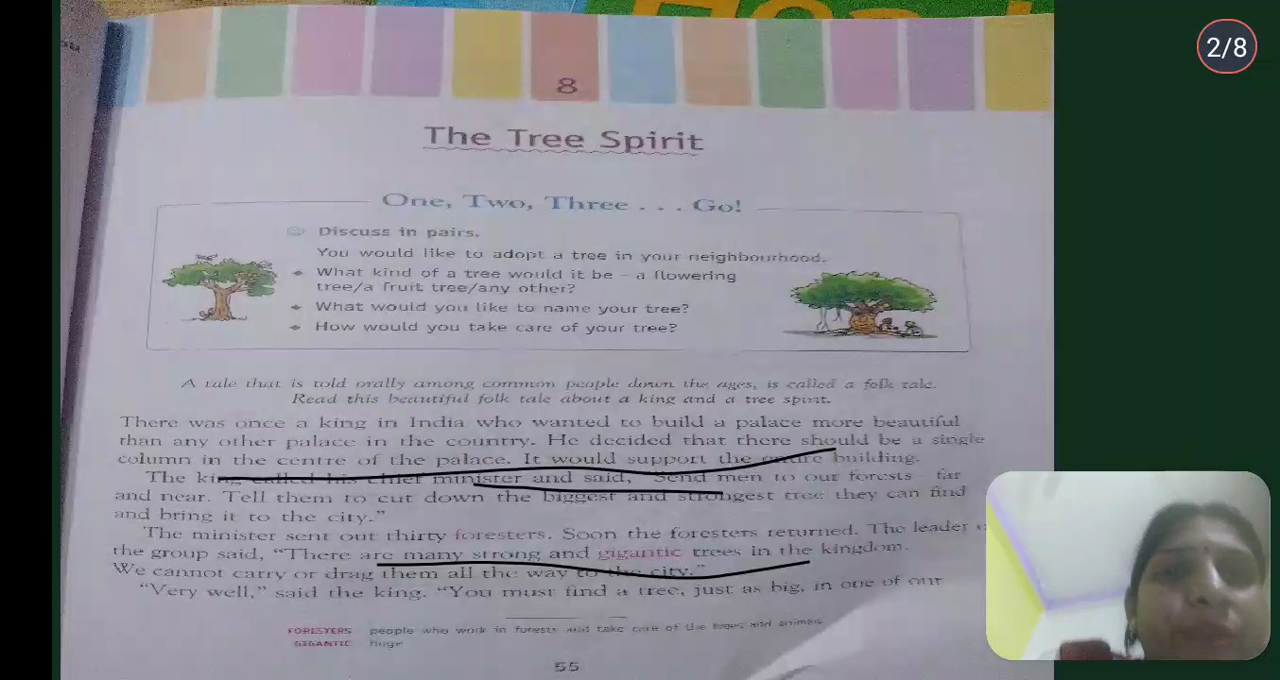 2/8
8
The Tree Spirit
One, Two, Three . . . Go!
Discuss in pairs.
You would like to adopt a tree in your neighbourhood.
What kind of a tree would it be – a flowering
tree/a fruit tree/any other?
What would you like to name your tree?
How would you take care of your tree?
A tale that is told orally among common people down the ages, is called a folk tale.
Read this beautiful folk tale about a king and a tree spirit.
There was once a king in India who wanted to build a palace more beautiful
than any other palace in the country. He decided that there should be a single
column in the centre of the palace. It would support the entire building.
The king called his chief minister and said, "Send men to our forests far
and near. Tell them to cut down the biggest and strongest tree they can find
and bring it to the city."
The minister sent out thirty foresters. Soon the foresters returned. The leader
the group said, "There are many strong and gigantic trees in the kingdom.
We cannot carry or drag them all the way to the city."
"Very well," said the king. "You must find a tree, just as big, in one of our
FORESTERS people who work in forests and take care of the trees and animals
GIGANTIC huge
55